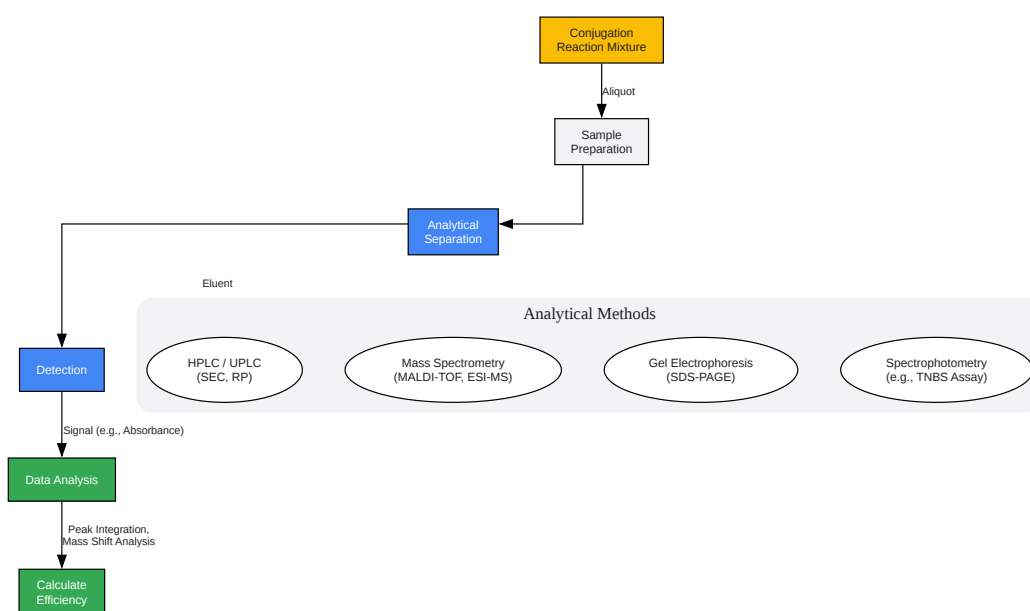 Conjugation
Reaction Mixture
Aliquot
Sample
Preparation
Analytical
Separation
Eluent
Analytical Methods
HPLC / UPLC
(SEC, RP)
Mass Spectrometry
(MALDI-TOF, ESI-MS)
Gel Electrophoresis
(SDS-PAGE)
Spectrophotometry
(e.g., TNBS Assay)
Detection
Signal (e.g., Absorbance)
Data Analysis
Peak Integration,
Mass Shift Analysis
Calculate
Efficiency